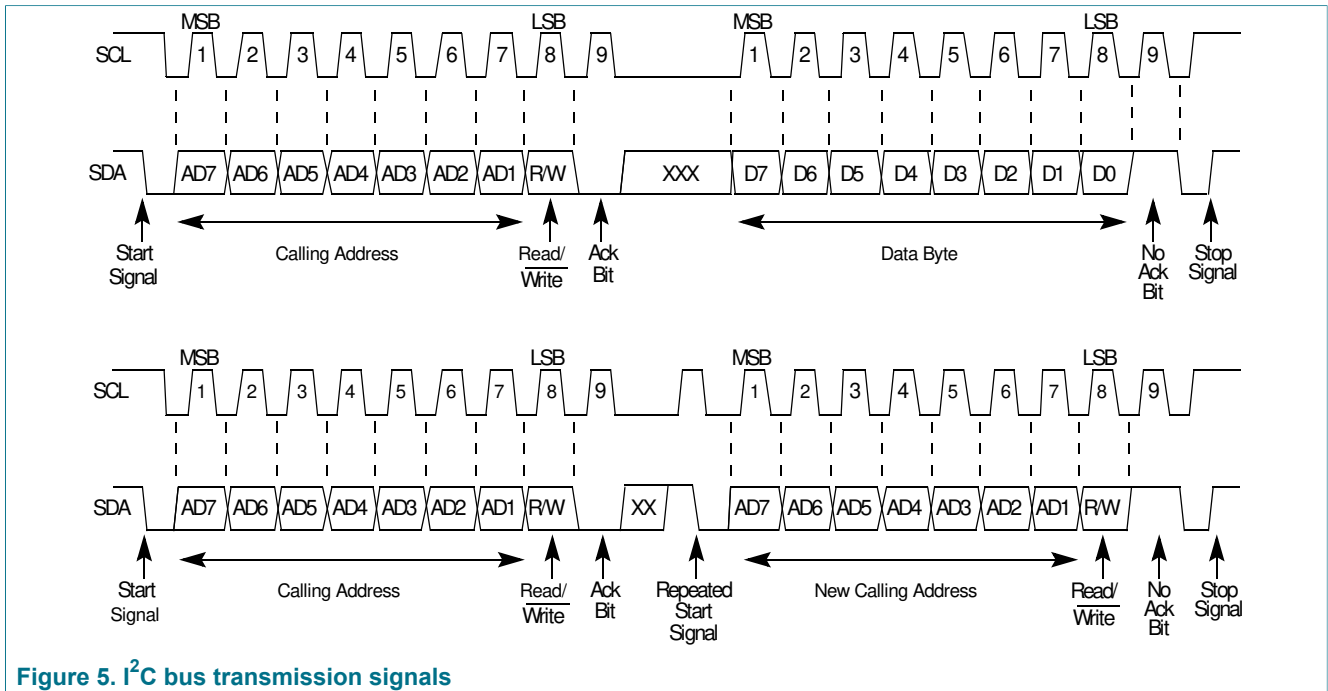 MSB LSB MSB LSB
SCL 1 2 3 4 5 6 7 8 9 1 2 3 4 5 6 7 8 9
SDA AD7 AD6 AD5 AD4 AD3 AD2 AD1 R/W XXX D7 D6 D5 D4 D3 D2 D1 D0
Start Signal
Calling Address
Read/Write
Ack Bit
Data Byte
No Ack Bit
Stop Signal
MSB LSB MSB LSB
SCL 1 2 3 4 5 6 7 8 9 1 2 3 4 5 6 7 8 9
SDA AD7 AD6 AD5 AD4 AD3 AD2 AD1 R/W XX AD7 AD6 AD5 AD4 AD3 AD2 AD1 R/W
Start Signal
Calling Address
Read/Write
Ack Bit
Repeated Start Signal
New Calling Address
Read/Write
No Ack Bit
Stop Signal
Figure 5. I²C bus transmission signals